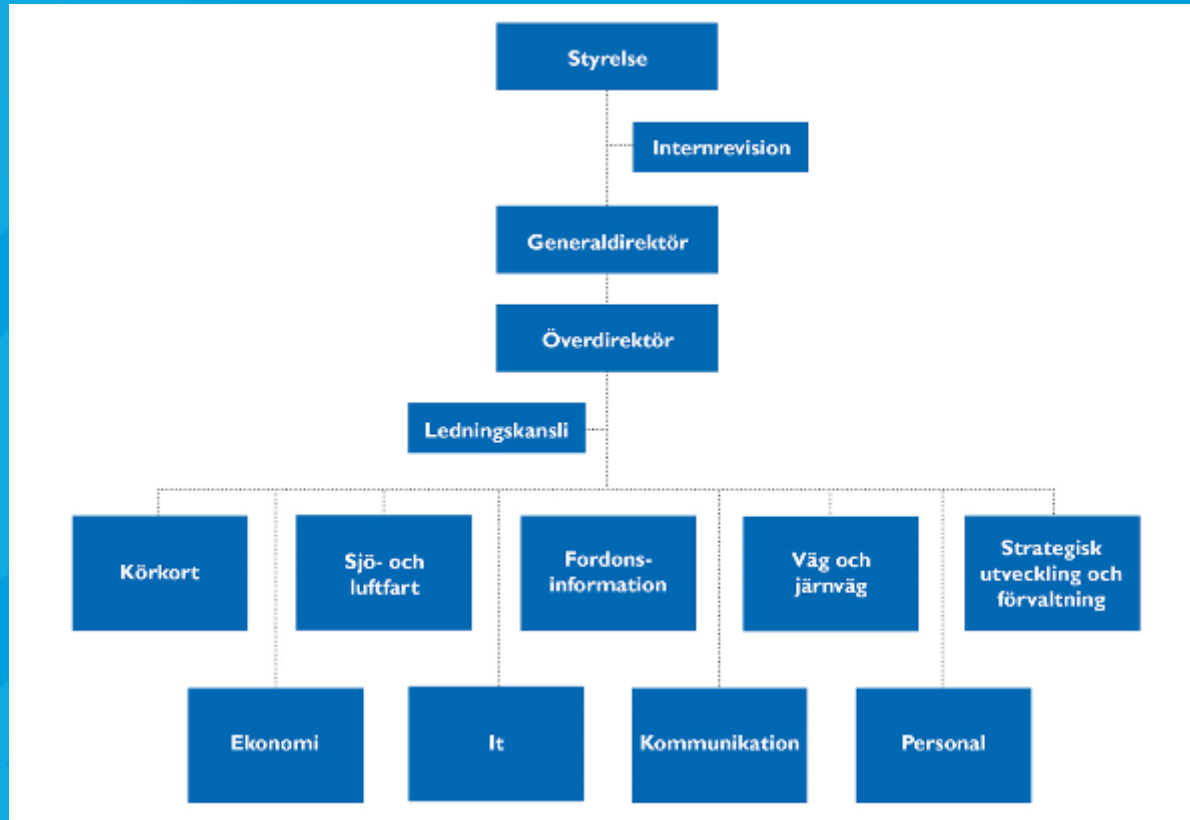 Styrelse
Internrevision
Generaldirektör
Överdirektör
Ledningskansli
Körkort
Sjö- och
luftfart
Fordons-
information
Väg och
järnväg
Strategisk
utveckling och
förvaltning
Ekonomi
It
Kommunikation
Personal